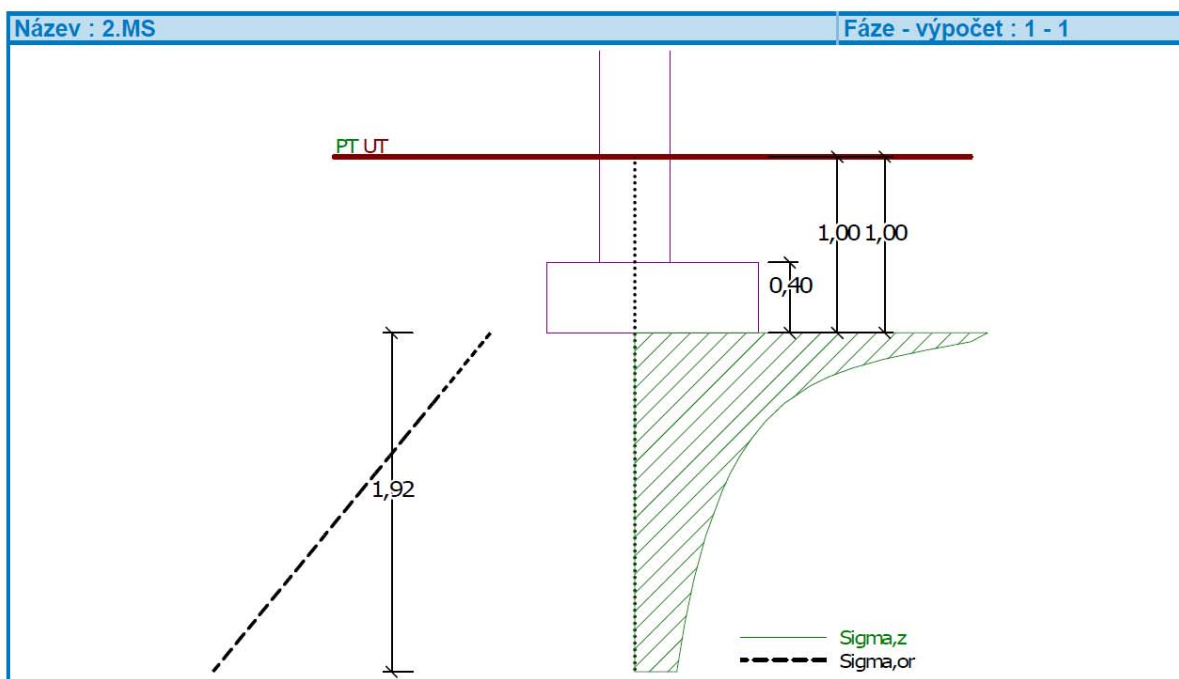 Název : 2.MS
Fáze - výpočet : 1 - 1
PT UT
1,00 1,00
0,40
1,92
Sigma,z
Sigma,or